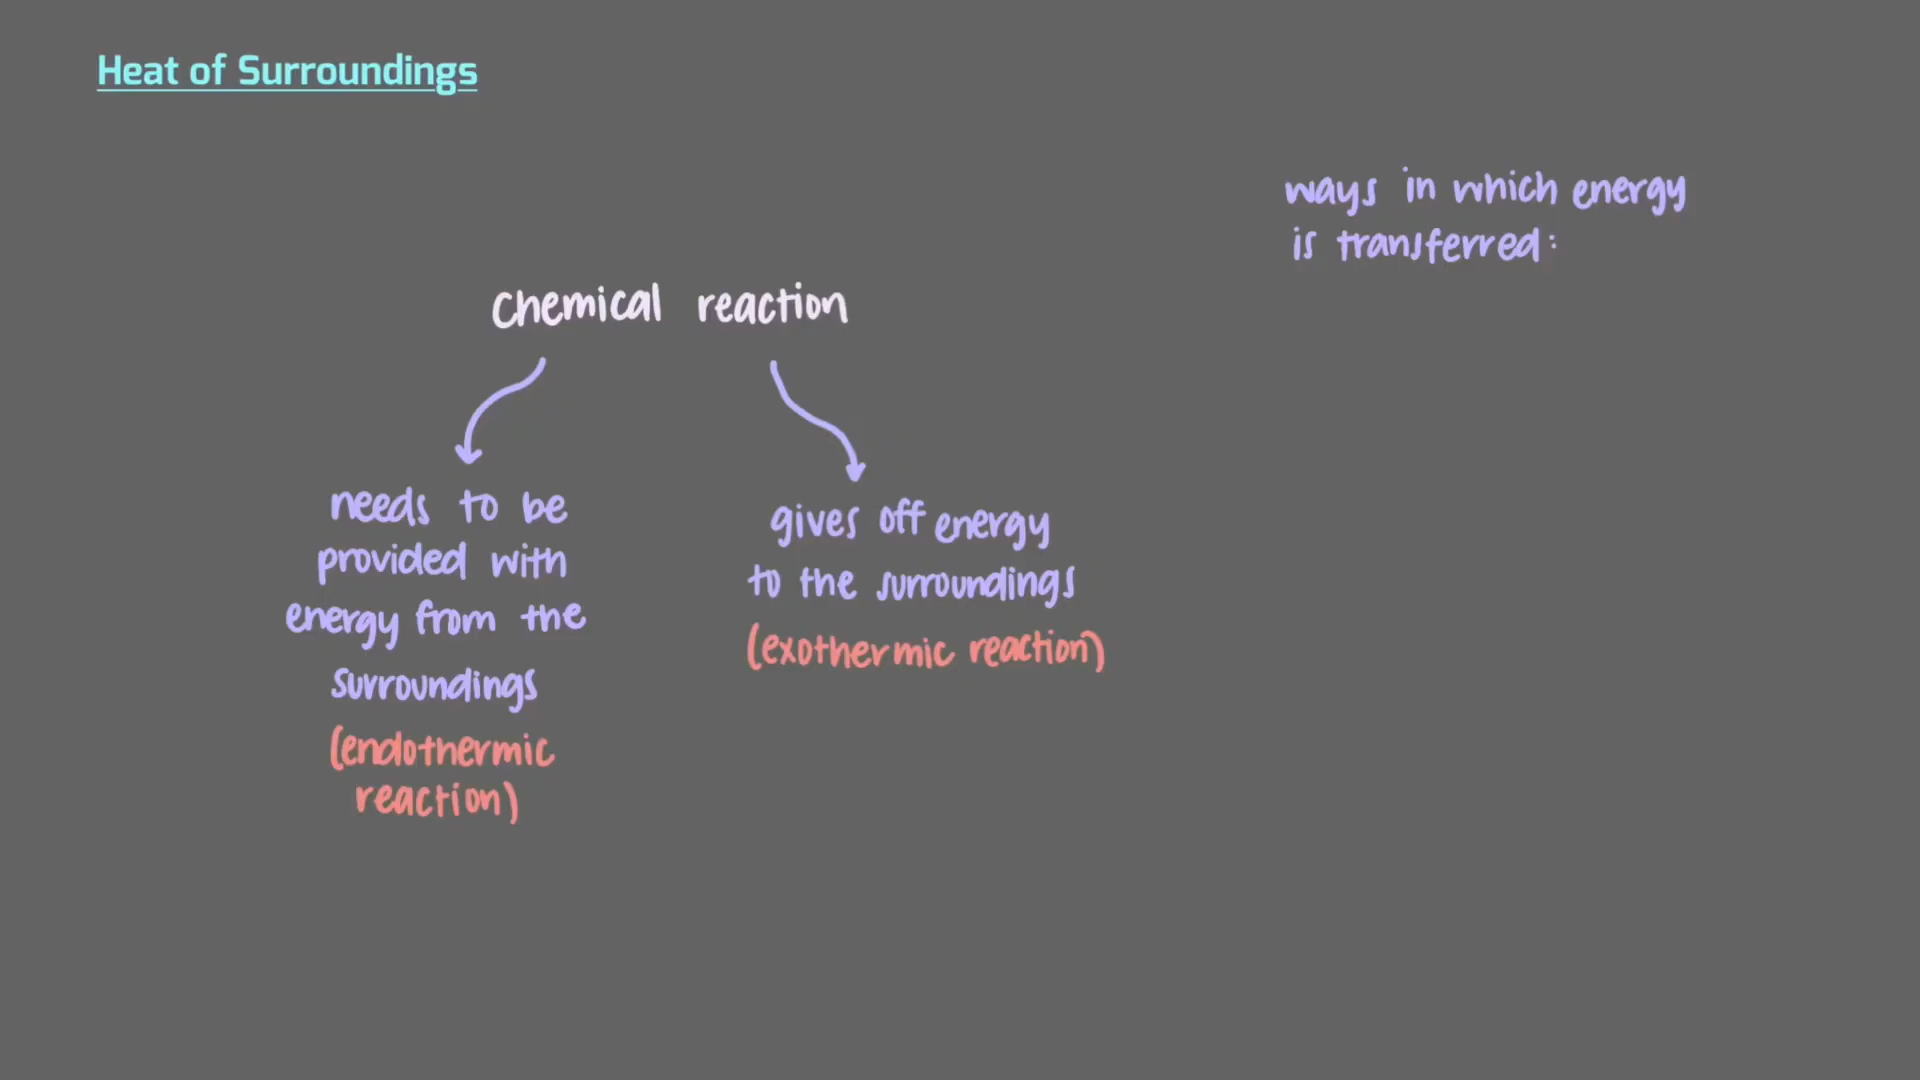 Heat of Surroundings
ways in which energy
is transferred:
chemical reaction
needs to be
provided with
energy from the
surroundings
(endothermic
reaction)
gives off energy
to the surroundings
(exothermic reaction)